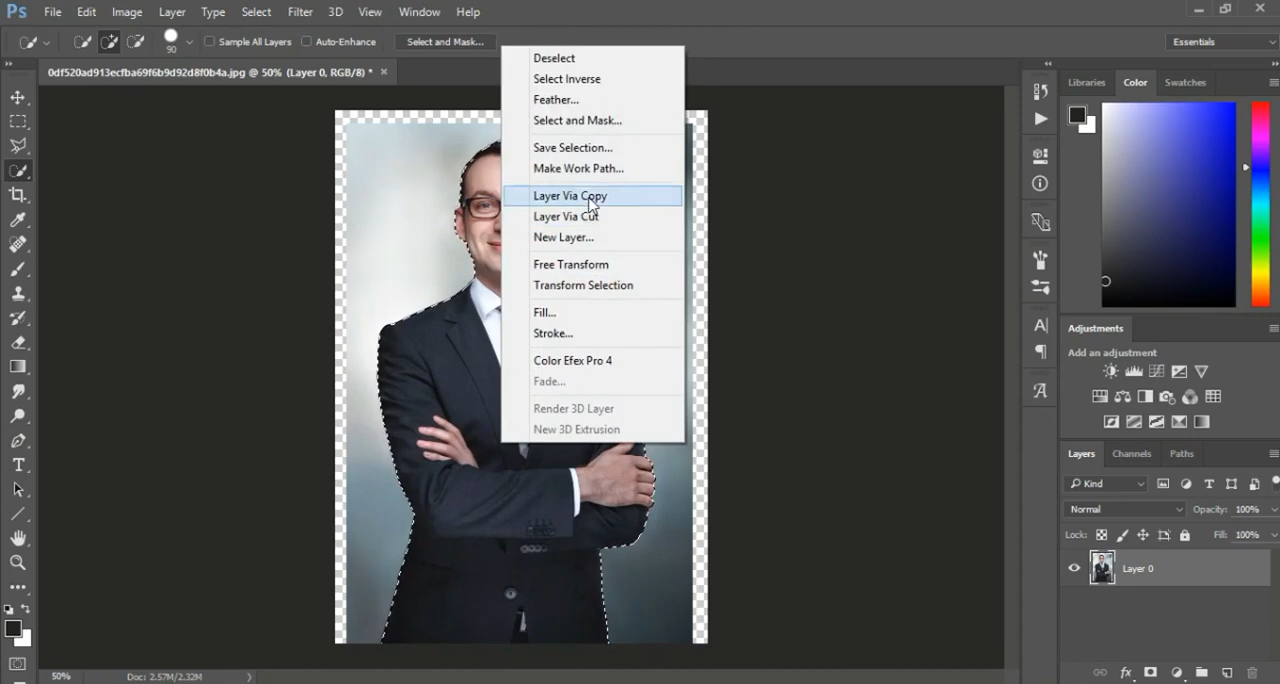 Ps File Edit Image Layer Type Select Filter 3D View Window Help
90 Sample All Layers Auto-Enhance Select and Mask... Essentials
0df520ad913ecfba69f6b9d92d8f0b4a.jpg @ 50% (Layer 0, RGB/8) * ×
Deselect
Select Inverse
Feather...
Select and Mask...
Save Selection...
Make Work Path...
Layer Via Copy
Layer Via Cut
New Layer...
Free Transform
Transform Selection
Fill...
Stroke...
Color Efex Pro 4
Fade...
Render 3D Layer
New 3D Extrusion
Libraries Color Swatches
Adjustments
Add an adjustment
Layers Channels Paths
Kind
Normal Opacity: 100%
Lock: Fill: 100%
Layer 0
50% Doc: 2.57M/2.32M